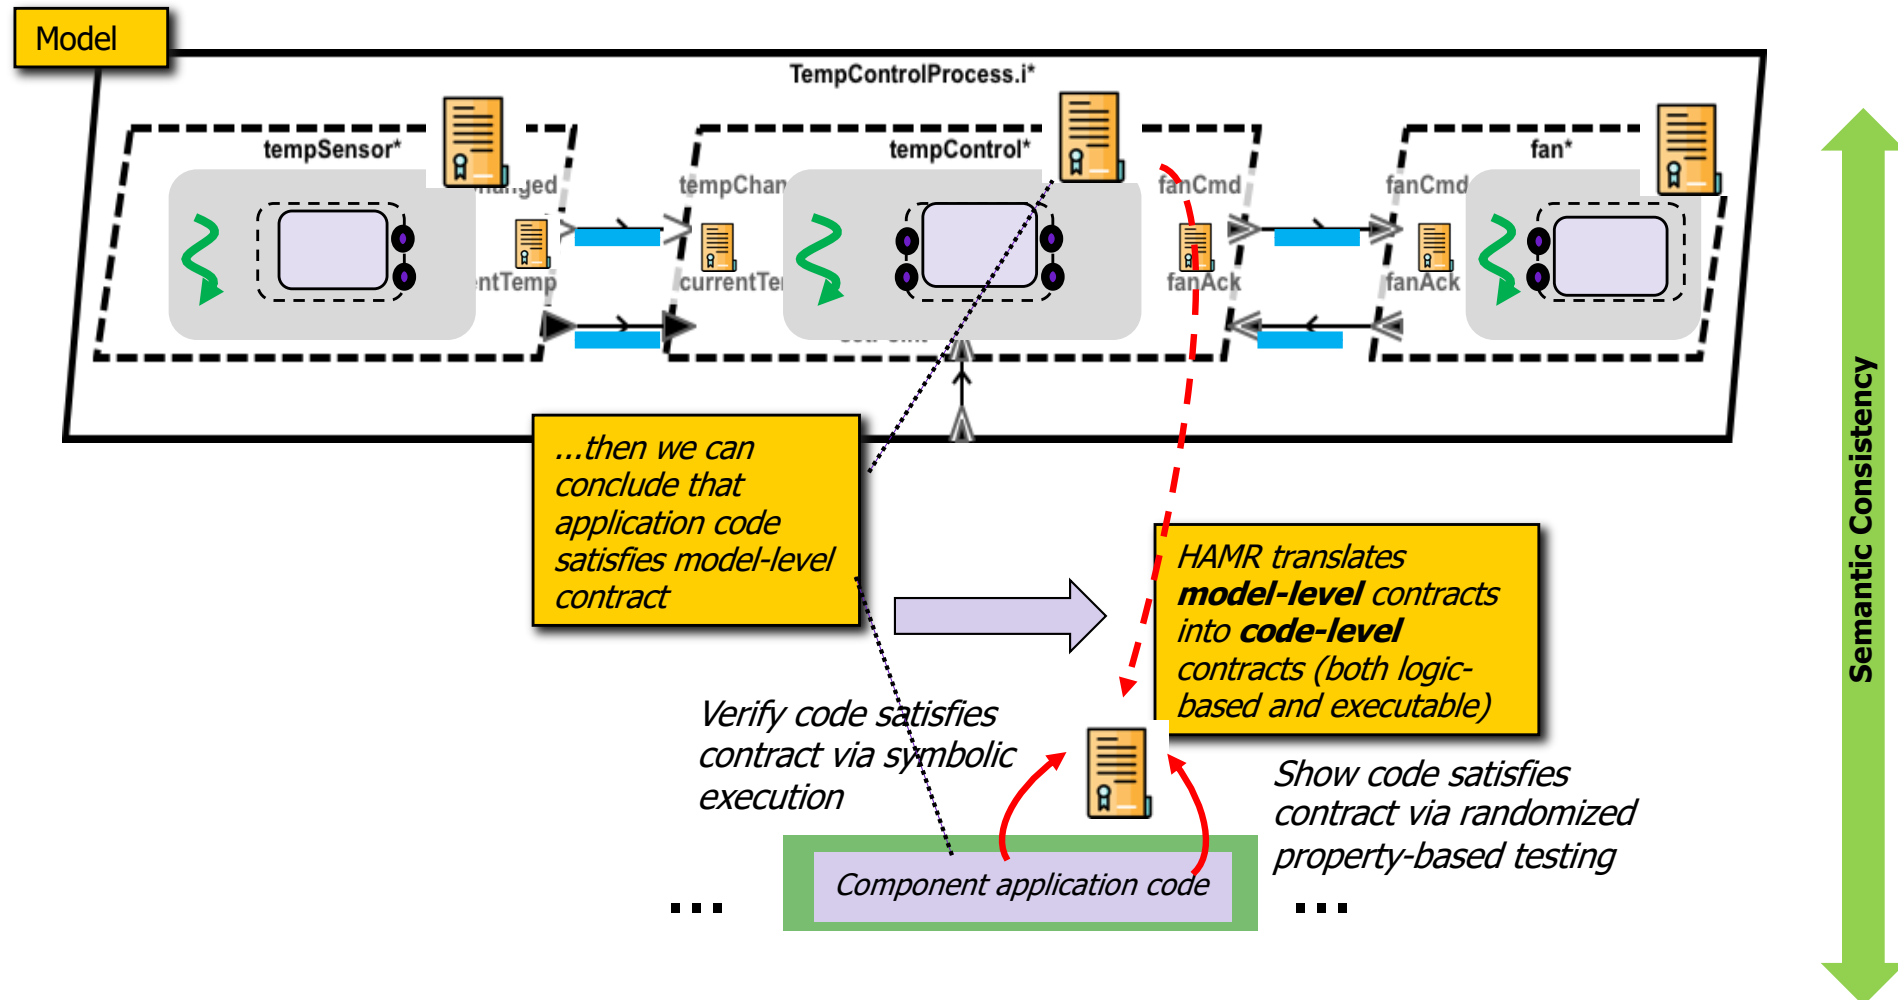 Model
TempControlProcess.i*
tempSensor*
tempControl*
fan*
fanCmd
fanCmd
fanAck
fanAck
...then we can
conclude that
application code
satisfies model-level
contract
HAMR translates
model-level contracts
into code-level
contracts (both logic-
based and executable)
Verify code satisfies
contract via symbolic
execution
Show code satisfies
contract via randomized
property-based testing
Component application code
...
...
Semantic Consistency